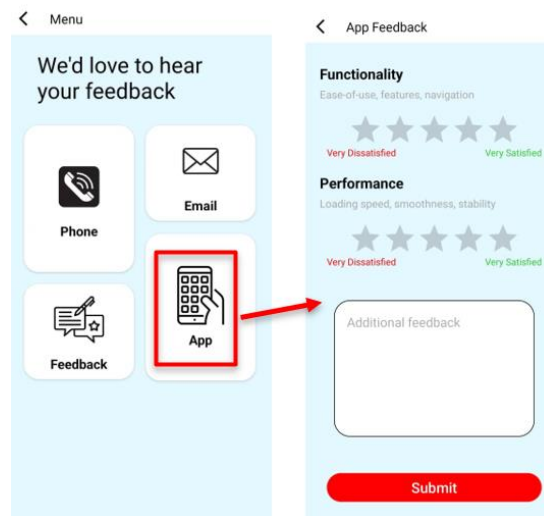 Menu
We'd love to hear
your feedback
Phone
Email
Feedback
App
App Feedback
Functionality
Ease-of-use, features, navigation
Very Dissatisfied
Very Satisfied
Performance
Loading speed, smoothness, stability
Very Dissatisfied
Very Satisfied
Additional feedback
Submit